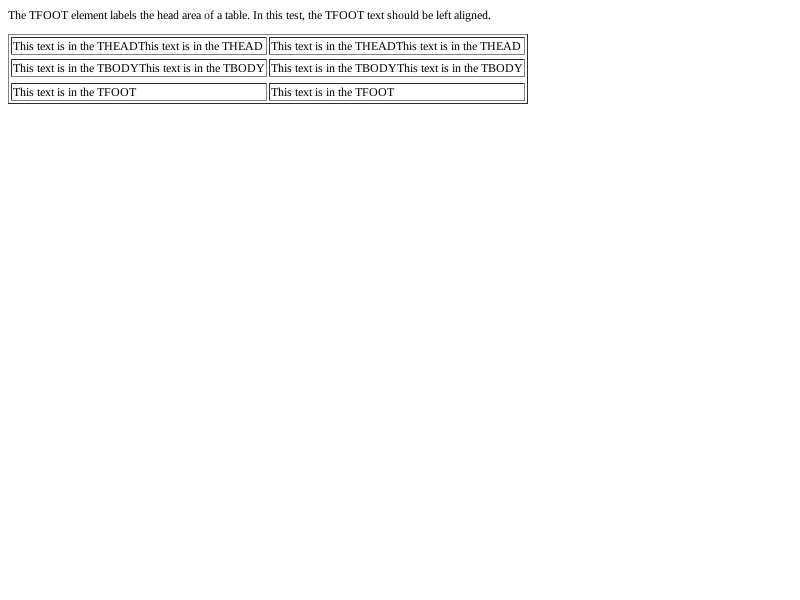 The TFOOT element labels the head area of a table. In this test, the TFOOT text should be left aligned.
This text is in the THEADThis text is in the THEAD This text is in the THEADThis text is in the THEAD
This text is in the TBODYThis text is in the TBODY This text is in the TBODYThis text is in the TBODY
This text is in the TFOOT This text is in the TFOOT